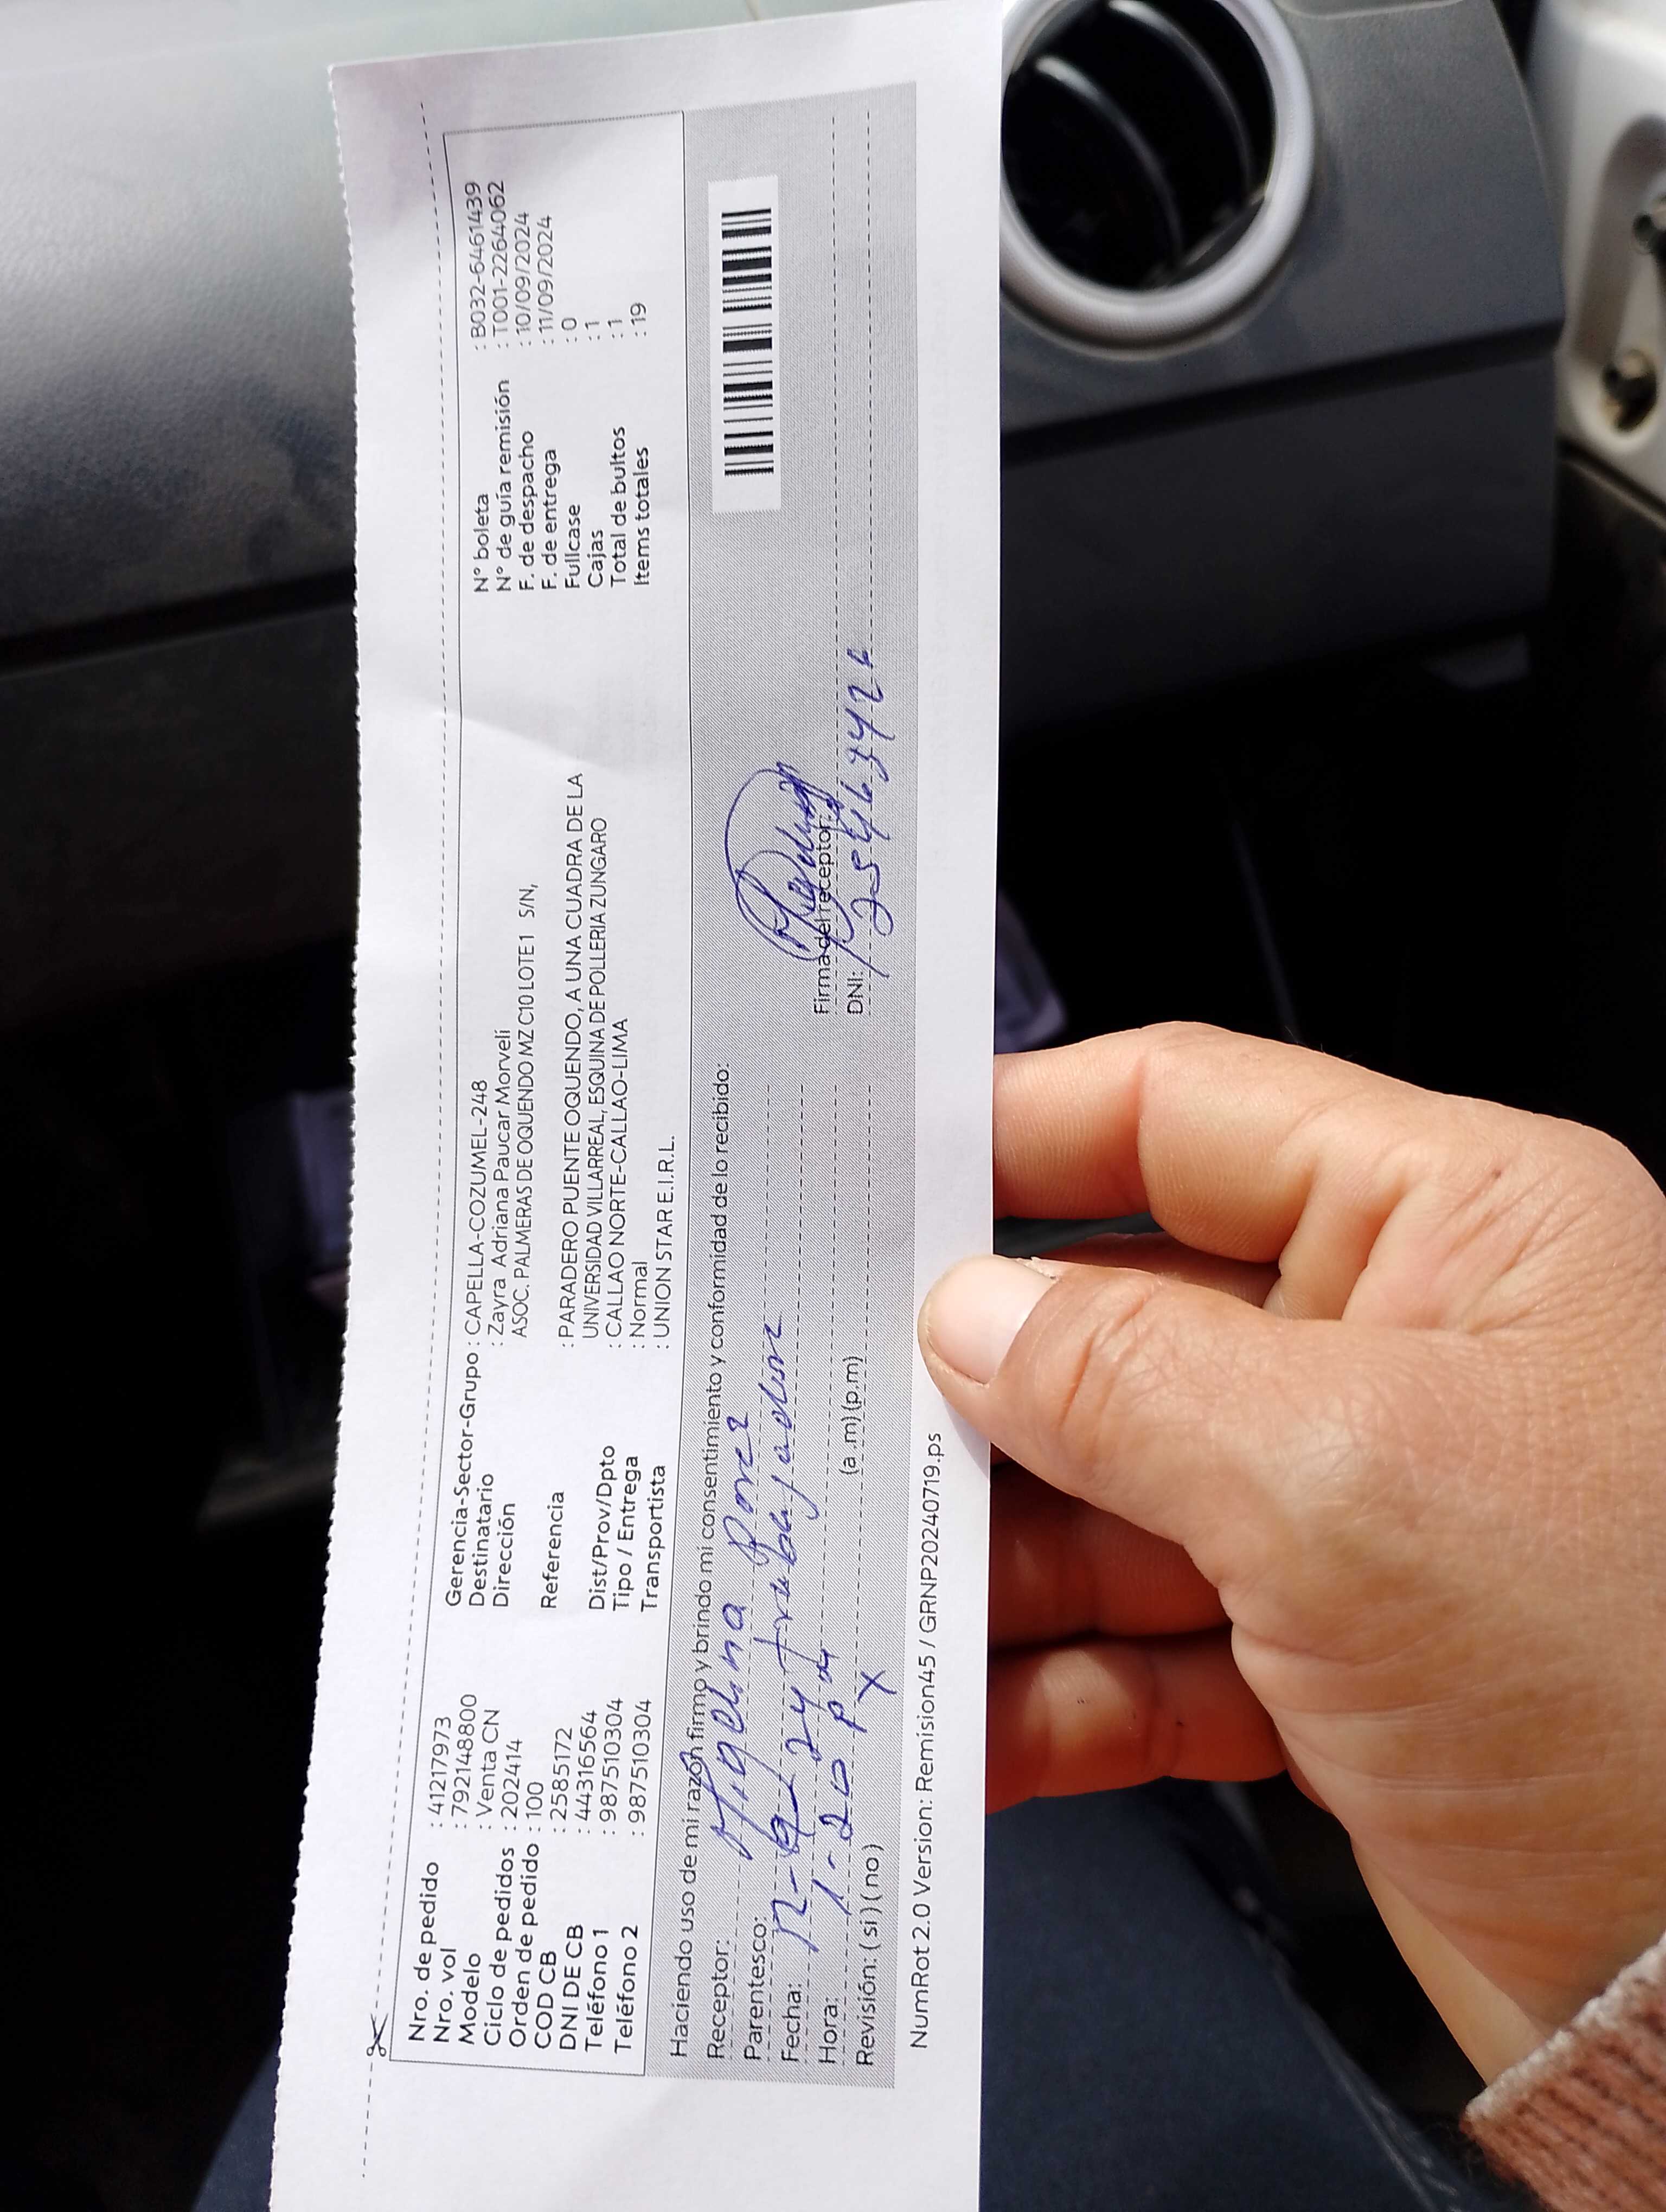 Nro. de pedido : 41217973
Nro. vol : 792148800
Modelo : Venta CN
Ciclo de pedidos : 202414
Orden de pedido : 100
COD CB : 2585172
DNI DE CB : 44316564
Teléfono 1 : 987510304
Teléfono 2 : 987510304
Gerencia-Sector-Grupo : CAPELLA-COZUMEL-248
Destinatario : Zayra Adriana Paucar Morveli
Dirección ASOC. PALMERAS DE OQUENDO MZ C10 LOTE 1 S/N,
Referencia : PARADERO PUENTE OQUENDO, A UNA CUADRA DE LA
UNIVERSIDAD VILLARREAL, ESQUINA DE POLLERIA ZUNGARO
Dist/Prov/Dpto : CALLAO NORTE-CALLAO-LIMA
Tipo / Entrega : Normal
Transportista : UNION STAR E.I.R.L.
N° boleta : B032-6461439
N° de guía remisión : T001-2264062
F. de despacho : 10/09/2024
F. de entrega : 11/09/2024
Fullcase : 0
Cajas : 1
Total de bultos : 1
Items totales : 19
Haciendo uso de mi razón firmo y brindo mi consentimiento y conformidad de lo recibido:
Receptor: Migelina
Parentesco: trabajadora
Fecha:
Hora: 1-20 pm (a.m) (p.m)
Revisión: (si) (no) X
Firma del receptor:
DNI:
NumRot 2.0 Version: Remision45 / GRNP20240719.ps